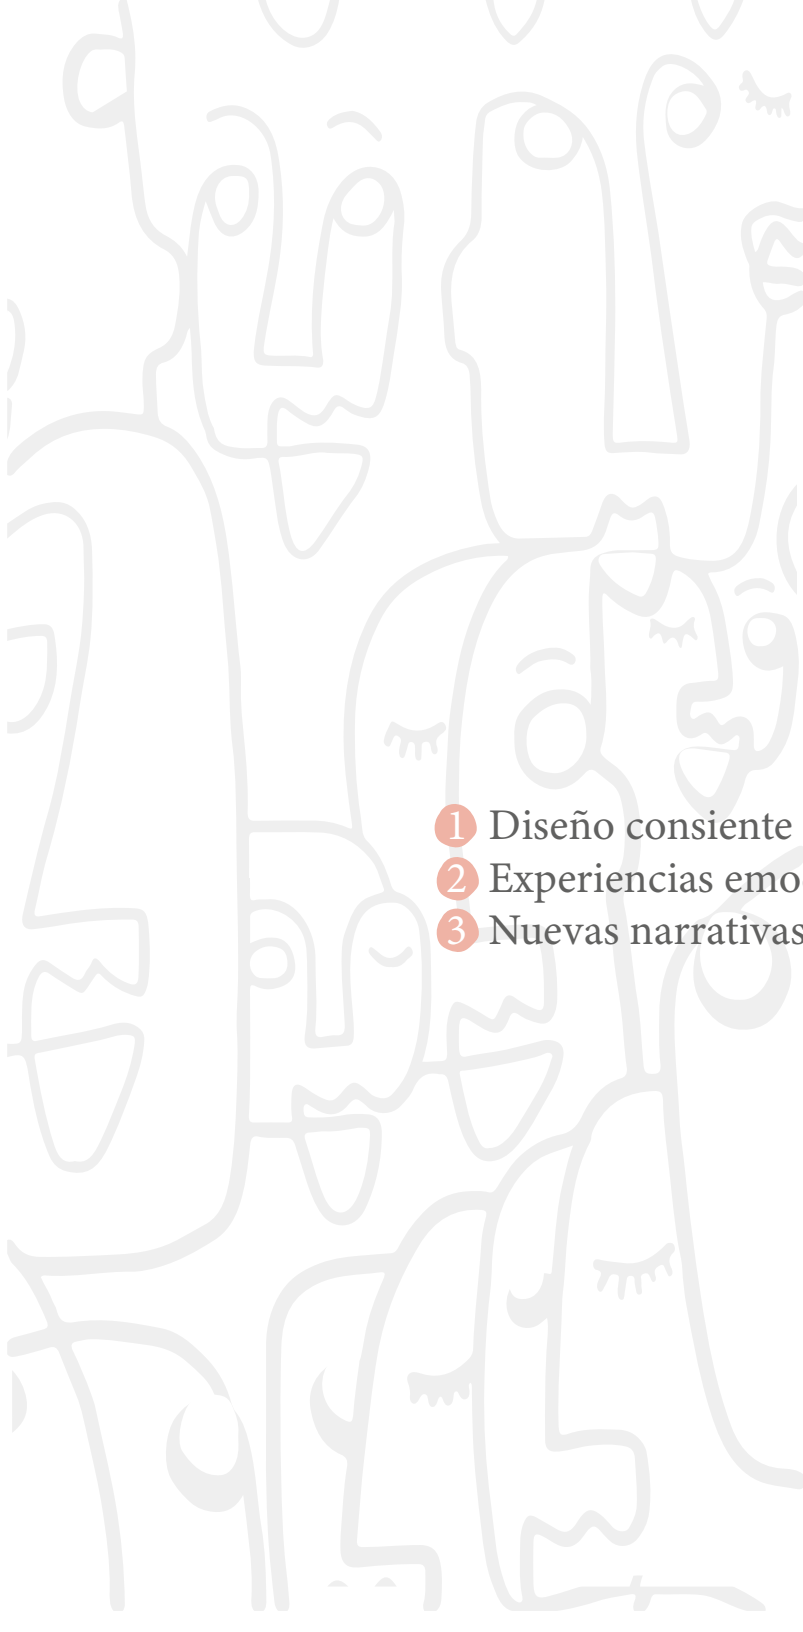 1 Diseño consiente
2 Experiencias emo
3 Nuevas narrativas